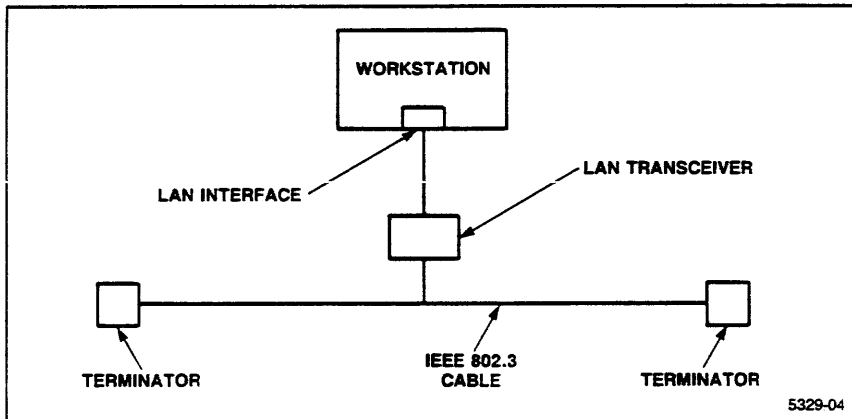 WORKSTATION
LAN INTERFACE
LAN TRANSCEIVER
IEEE 802.3
CABLE
TERMINATOR
TERMINATOR
5329-04